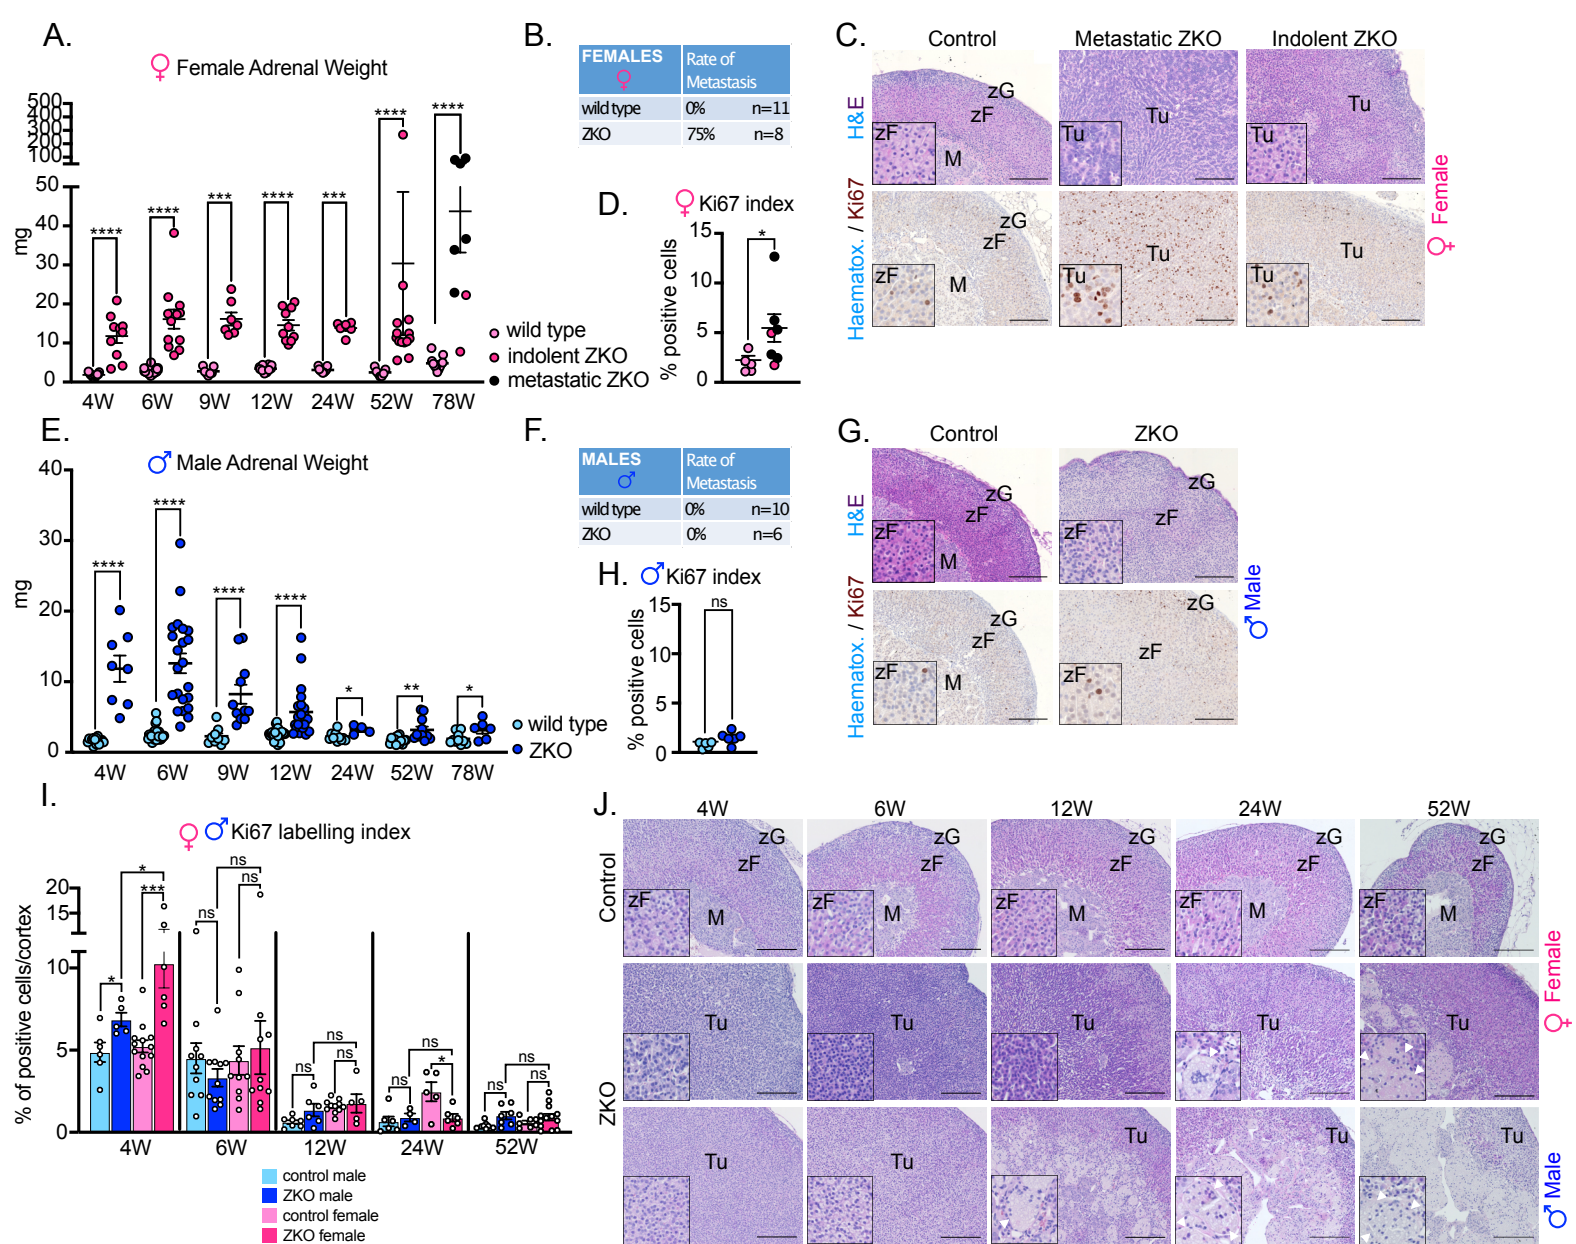 A.
♀ Female Adrenal Weight
mg
500
400
300
200
100
50
40
30
20
10
0
**** **** *** **** *** **** ****
4W 6W 9W 12W 24W 52W 78W
wild type
indolent ZKO
metastatic ZKO
B.
FEMALES ♀ Rate of Metastasis
wild type 0% n=11
ZKO 75% n=8
C.
Control Metastatic ZKO Indolent ZKO
H&E
zG zF M zF
Tu Tu
Tu Tu
Haematox. / Ki67
zG zF M zF
Tu Tu
Tu Tu
♀ Female
D.
♀ Ki67 index
% positive cells
15
10
5
0
*
E.
♂ Male Adrenal Weight
mg
40
30
20
10
0
**** **** **** **** * ** *
4W 6W 9W 12W 24W 52W 78W
wild type
ZKO
F.
MALES ♂ Rate of Metastasis
wild type 0% n=10
ZKO 0% n=6
G.
Control ZKO
H&E
zG zF zF M
zG zF zF
Haematox. / Ki67
zG zF zF M
zG zF zF
♂ Male
H.
♂ Ki67 index
% positive cells
15
10
5
0
ns
I.
♀ ♂ Ki67 labelling index
% of positive cells/cortex
20
15
10
5
0
* * ***
ns ns ns
ns ns ns
ns ns *
ns ns ns
4W 6W 12W 24W 52W
control male
ZKO male
control female
ZKO female
J.
4W 6W 12W 24W 52W
Control
zG zF zF M
zG zF zF M
zG zF zF M
zG zF zF M
zG zF zF M
ZKO
Tu Tu Tu Tu Tu
Tu Tu Tu Tu Tu
♀ Female
♂ Male